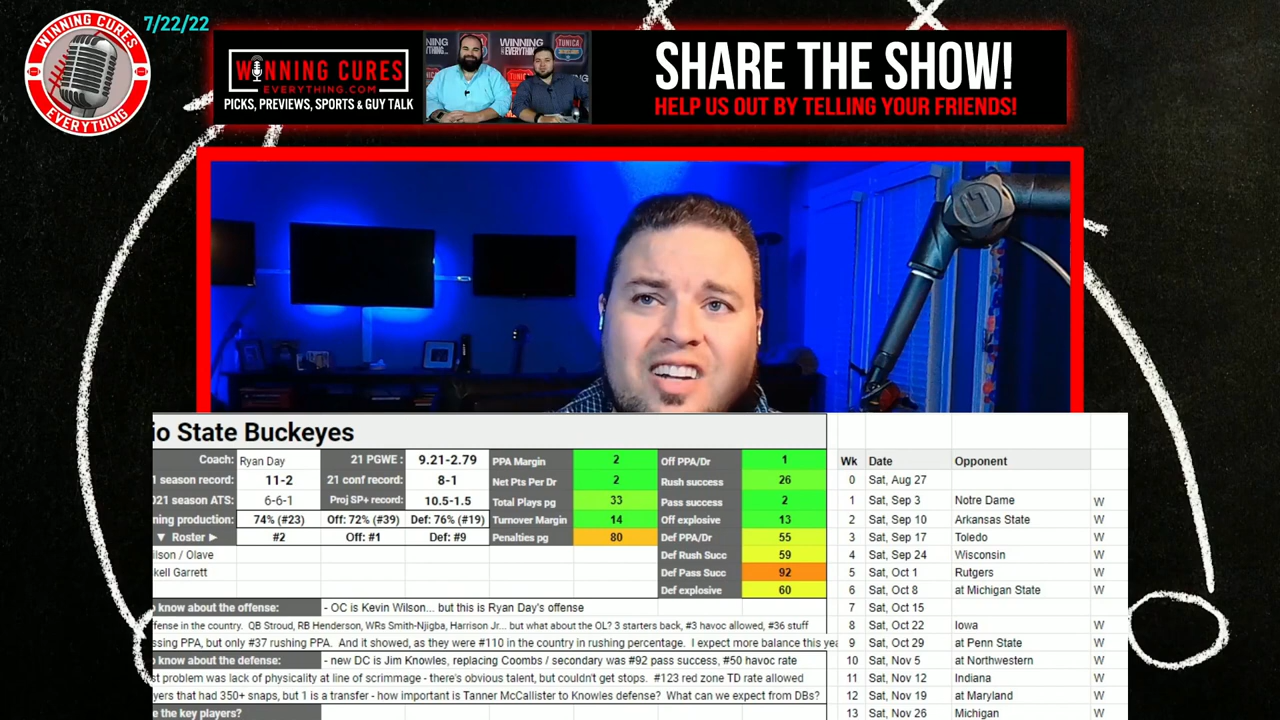 WINNING CURES
EVERYTHING
7/22/22
WINNING CURES
EVERYTHING.COM
PICKS, PREVIEWS, SPORTS & GUY TALK
SHARE THE SHOW!
HELP US OUT BY TELLING YOUR FRIENDS!
io State Buckeyes
Coach: Ryan Day 21 PGWE : 9.21-2.79 PPA Margin 2 Off PPA/Dr 1
1 season record: 11-2 21 conf record: 8-1 Net Pts Per Dr 2 Rush success 26
021 season ATS: 6-6-1 Proj SP+ record: 10.5-1.5 Total Plays pg 33 Pass success 2
ning production: 74% (#23) Off: 72% (#39) Def: 76% (#19) Turnover Margin 14 Off explosive 13
▼ Roster ► #2 Off: #1 Def: #9 Penalties pg 80 Def PPA/Dr 55
ilson / Olave Def Rush Succ 59
kell Garrett Def Pass Succ 92
Def explosive 60
know about the offense: - OC is Kevin Wilson... but this is Ryan Day's offense
fense in the country. QB Stroud, RB Henderson, WRs Smith-Njigba, Harrison Jr... but what about the OL? 3 starters back, #3 havoc allowed, #36 stuff
ssing PPA, but only #37 rushing PPA. And it showed, as they were #110 in the country in rushing percentage. I expect more balance this yea
know about the defense: - new DC is Jim Knowles, replacing Coombs / secondary was #92 pass success, #50 havoc rate
st problem was lack of physicality at line of scrimmage - there's obvious talent, but couldn't get stops. #123 red zone TD rate allowed
yers that had 350+ snaps, but 1 is a transfer - how important is Tanner McCallister to Knowles defense? What can we expect from DBs?
e the key players?
Wk Date Opponent
0 Sat, Aug 27
1 Sat, Sep 3 Notre Dame W
2 Sat, Sep 10 Arkansas State W
3 Sat, Sep 17 Toledo W
4 Sat, Sep 24 Wisconsin W
5 Sat, Oct 1 Rutgers W
6 Sat, Oct 8 at Michigan State W
7 Sat, Oct 15
8 Sat, Oct 22 Iowa W
9 Sat, Oct 29 at Penn State W
10 Sat, Nov 5 at Northwestern W
11 Sat, Nov 12 Indiana W
12 Sat, Nov 19 at Maryland W
13 Sat, Nov 26 Michigan W